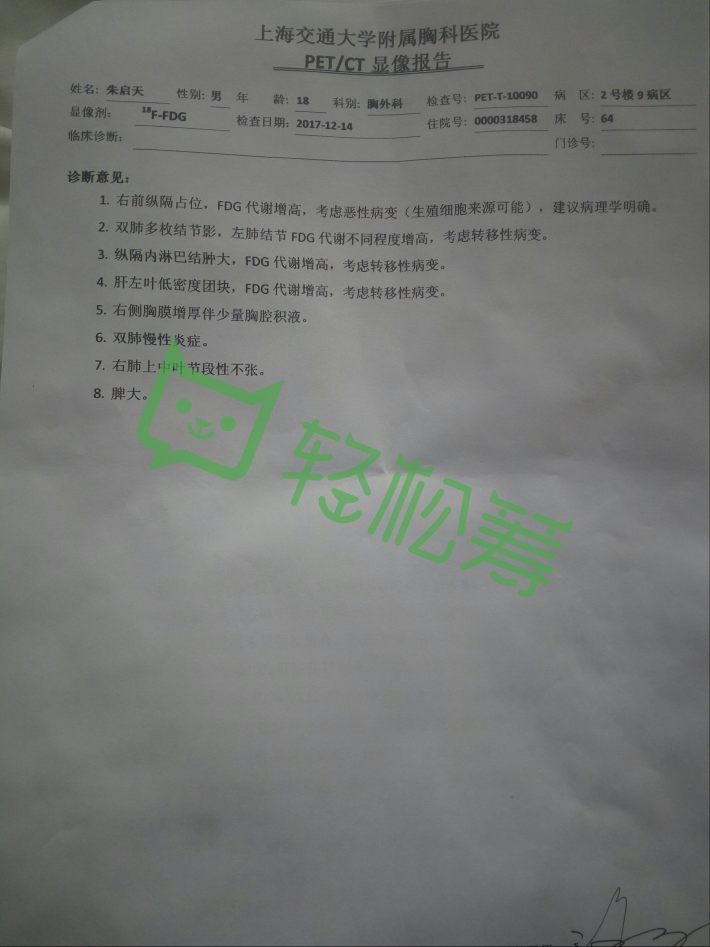 上海交通大学附属胸科医院
PET/CT 显像报告
姓名: 朱启天 性别: 男 年 龄: 18 科别: 胸外科 检查号: PET-T-10090 病 区: 2 号楼 9 病区
显像剂: ¹⁸F-FDG 检查日期: 2017-12-14 住院号: 0000318458 床 号: 64
临床诊断: 门诊号:
诊断意见:
1. 右前纵隔占位，FDG 代谢增高，考虑恶性病变（生殖细胞来源可能），建议病理学明确。
2. 双肺多枚结节影，左肺结节 FDG 代谢不同程度增高，考虑转移性病变。
3. 纵隔内淋巴结肿大，FDG 代谢增高，考虑转移性病变。
4. 肝左叶低密度团块，FDG 代谢增高，考虑转移性病变。
5. 右侧胸膜增厚伴少量胸腔积液。
6. 双肺慢性炎症。
7. 右肺上中叶节段性不张。
8. 脾大。
轻松筹